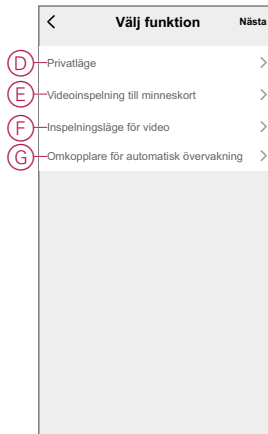 Välj funktion Nästa
D Privatläge
E Videoinspelning till minneskort
F Inspelningsläge för video
G Omkopplare för automatisk övervakning